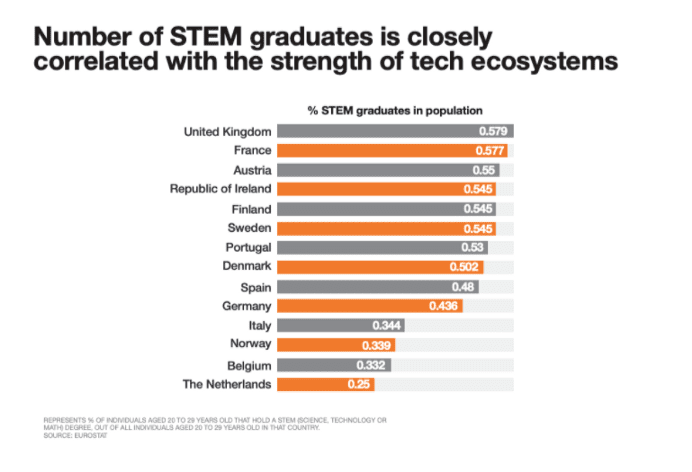 Number of STEM graduates is closely
correlated with the strength of tech ecosystems
% STEM graduates in population
United Kingdom 0.579
France 0.577
Austria 0.55
Republic of Ireland 0.545
Finland 0.545
Sweden 0.545
Portugal 0.53
Denmark 0.502
Spain 0.48
Germany 0.436
Italy 0.344
Norway 0.339
Belgium 0.332
The Netherlands 0.25
REPRESENTS % OF INDIVIDUALS AGED 20 TO 29 YEARS OLD THAT HOLD A STEM (SCIENCE, TECHNOLOGY OR
MATH) DEGREE, OUT OF ALL INDIVIDUALS AGED 20 TO 29 YEARS OLD IN THAT COUNTRY.
SOURCE: EUROSTAT